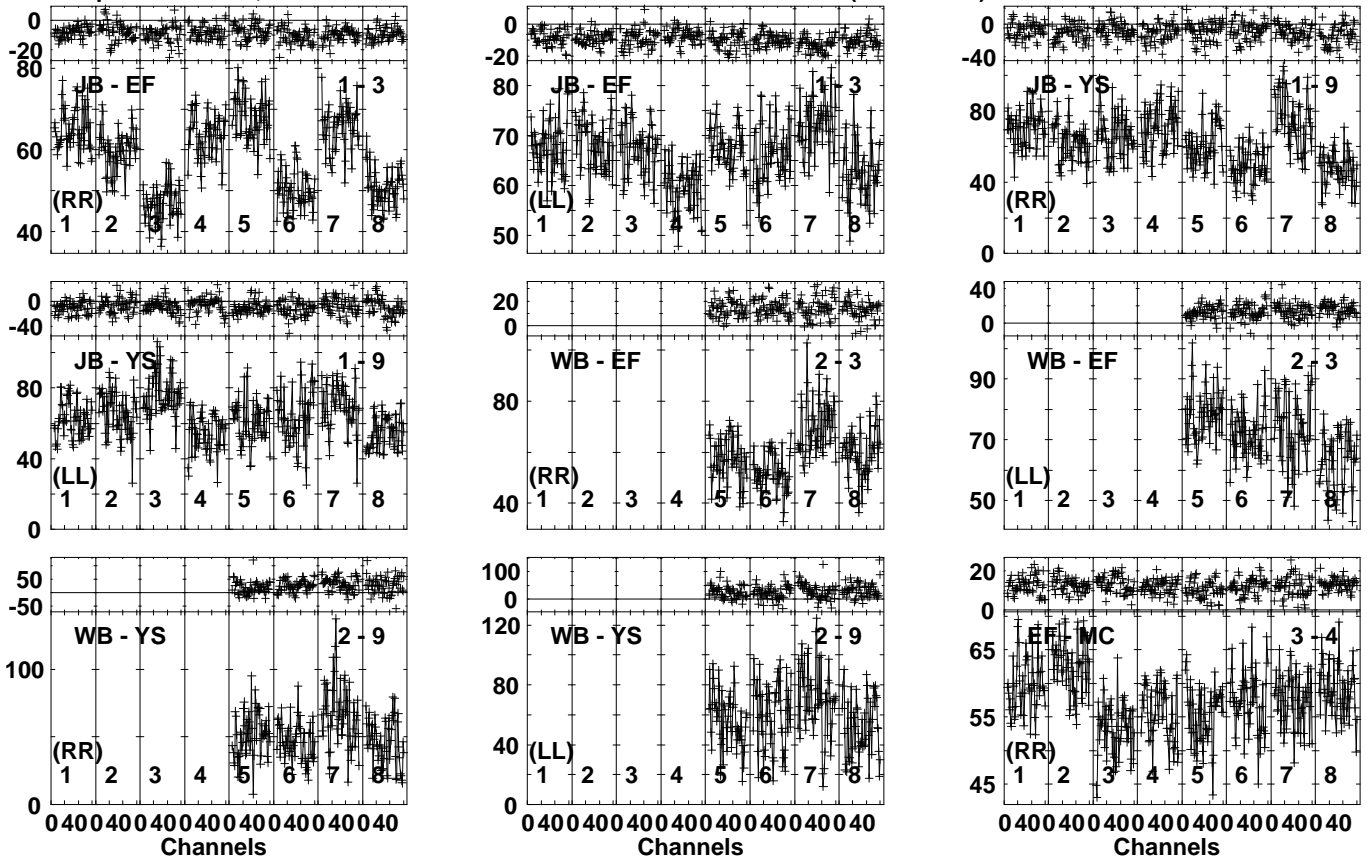 0 0 0
-20 -20 -40
80 JB - EF 1 - 3 80 JB - EF 1 - 3 JB - YS 1 - 9
80
70
60 60 40
(RR) (LL) (RR)
1 2 3 4 5 6 7 8 1 2 3 4 5 6 7 8 1 2 3 4 5 6 7 8
40 50 0
0 20 40
-40 0 0
JB - YS 1 - 9 WB - EF 2 - 3 WB - EF 2 - 3
80 80 90
40 70
(LL) (RR) (LL)
1 2 3 4 5 6 7 8 1 2 3 4 5 6 7 8 1 2 3 4 5 6 7 8
0 40 50
50 100 20
-50 0 0
WB - YS 2 - 9 120 WB - YS 2 - 9 EF - MC 3 - 4
100 80 65
40 55
(RR) (LL) (RR)
1 2 3 4 5 6 7 8 1 2 3 4 5 6 7 8 1 2 3 4 5 6 7 8
0 0 45
0 40 0 40 0 40 0 40 0 40 0 40 0 40 0 40 0 40 0 40 0 40 0 40 0 40 0 40 0 40 0 40 0 40 0 40 0 40 0 40 0 40 0 40 0 40 0 40
Channels Channels Channels